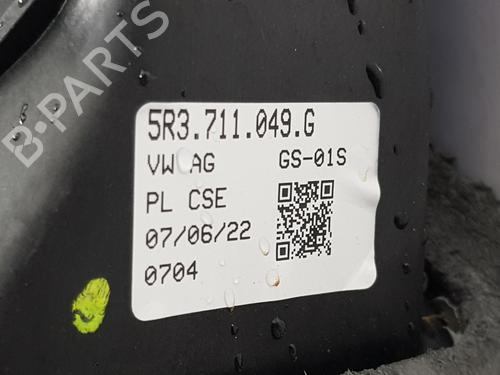 B-PARTS
5R3.711.049.G
VW AG GS-01S
PL CSE
07/06/22
0704